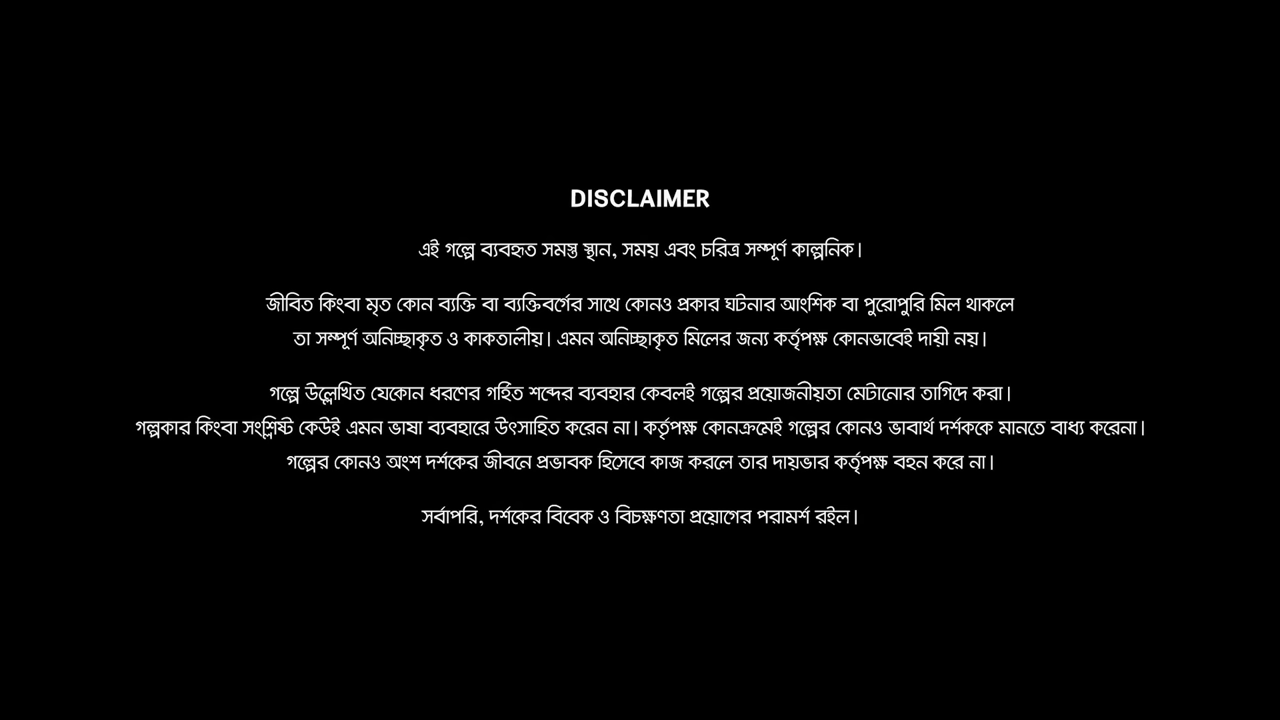 DISCLAIMER
এই গল্পে ব্যবহৃত সমস্ত স্থান, সময় এবং চরিত্র সম্পূর্ণ কাল্পনিক।
জীবিত কিংবা মৃত কোন ব্যক্তি বা ব্যক্তিবর্গের সাথে কোনও প্রকার ঘটনার আংশিক বা পুরোপুরি মিল থাকলে
তা সম্পূর্ণ অনিচ্ছাকৃত ও কাকতালীয়। এমন অনিচ্ছাকৃত মিলের জন্য কর্তৃপক্ষ কোনভাবেই দায়ী নয়।
গল্পে উল্লেখিত যেকোন ধরণের গর্হিত শব্দের ব্যবহার কেবলই গল্পের প্রয়োজনীয়তা মেটানোর তাগিদে করা।
গল্পকার কিংবা সংশ্লিষ্ট কেউই এমন ভাষা ব্যবহারে উৎসাহিত করেন না। কর্তৃপক্ষ কোনক্রমেই গল্পের কোনও ভাবার্থ দর্শককে মানতে বাধ্য করেনা।
গল্পের কোনও অংশ দর্শকের জীবনে প্রভাবক হিসেবে কাজ করলে তার দায়ভার কর্তৃপক্ষ বহন করে না।
সর্বাপরি, দর্শকের বিবেক ও বিচক্ষণতা প্রয়োগের পরামর্শ রইল।